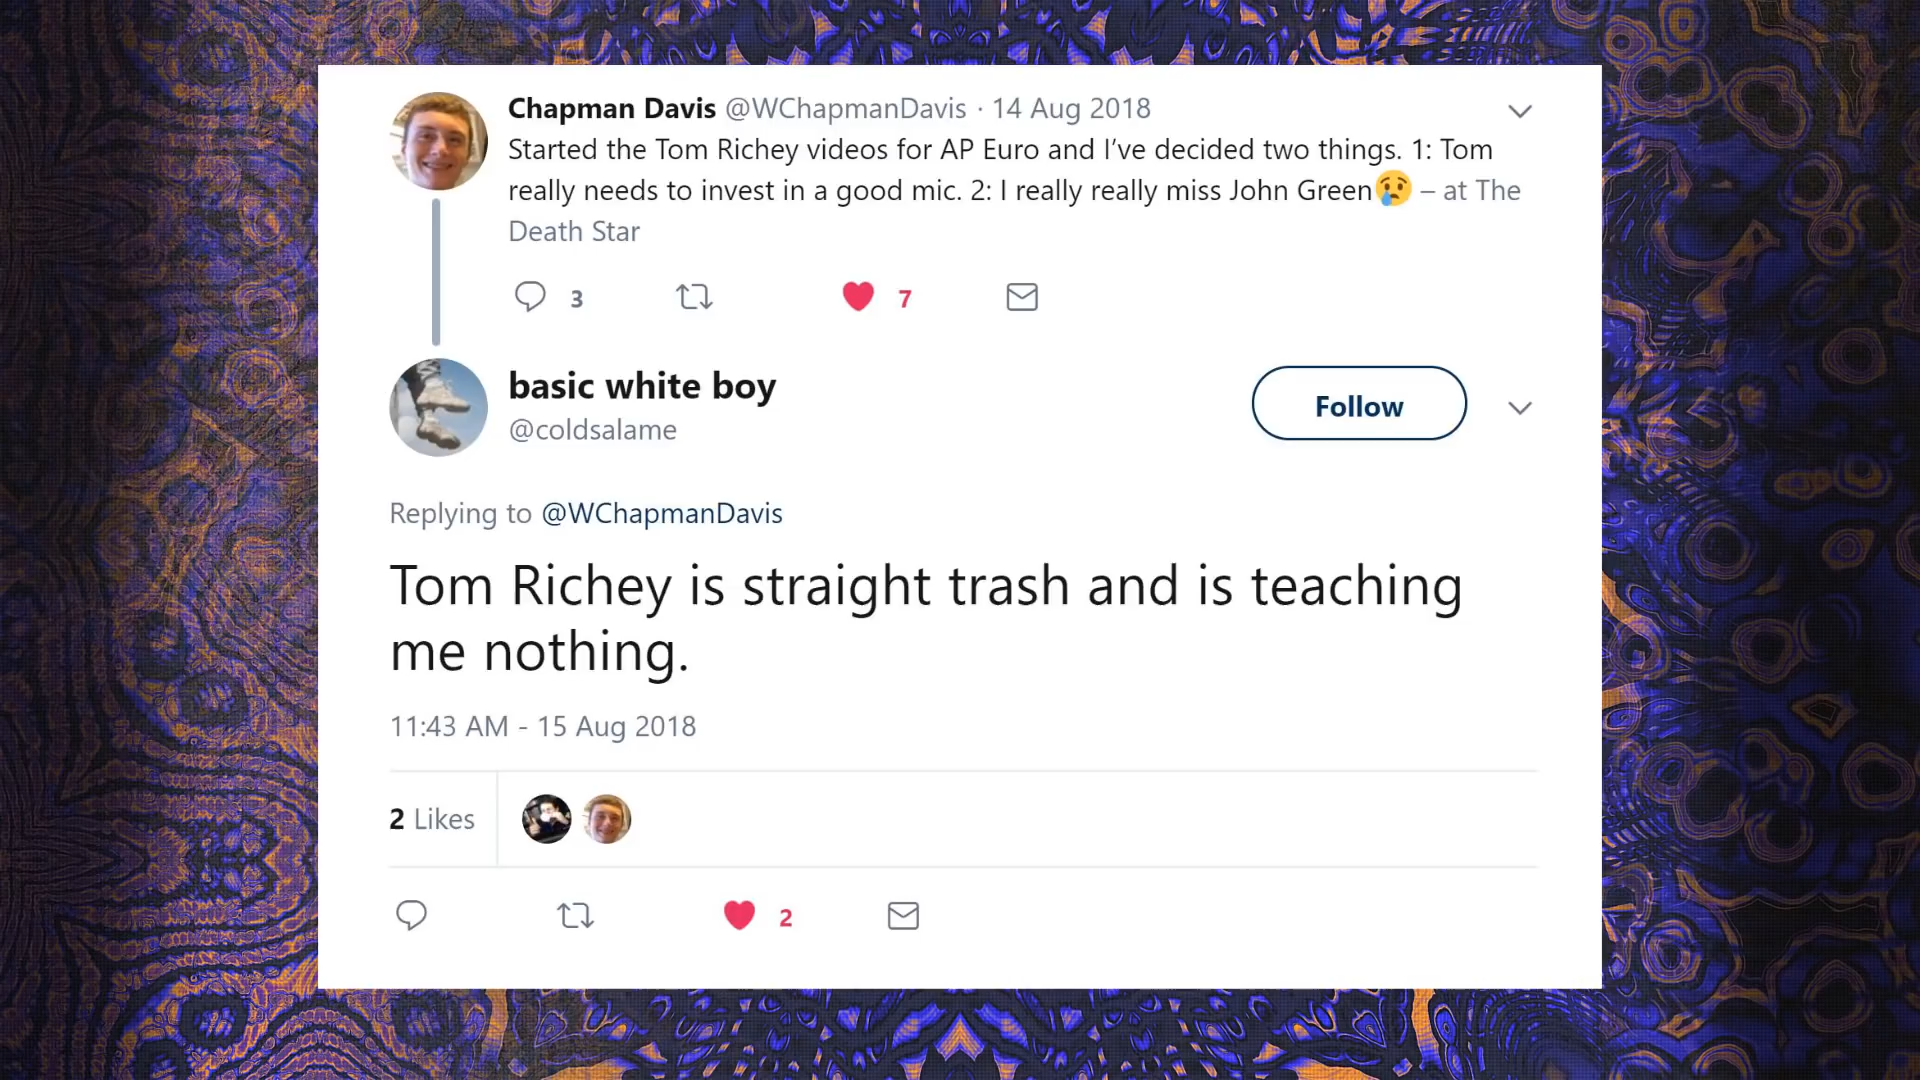 Chapman Davis @WChapmanDavis · 14 Aug 2018
Started the Tom Richey videos for AP Euro and I've decided two things. 1: Tom
really needs to invest in a good mic. 2: I really really miss John Green😢 – at The
Death Star
3 7
basic white boy
@coldsalame
Follow
Replying to @WChapmanDavis
Tom Richey is straight trash and is teaching
me nothing.
11:43 AM - 15 Aug 2018
2 Likes
2